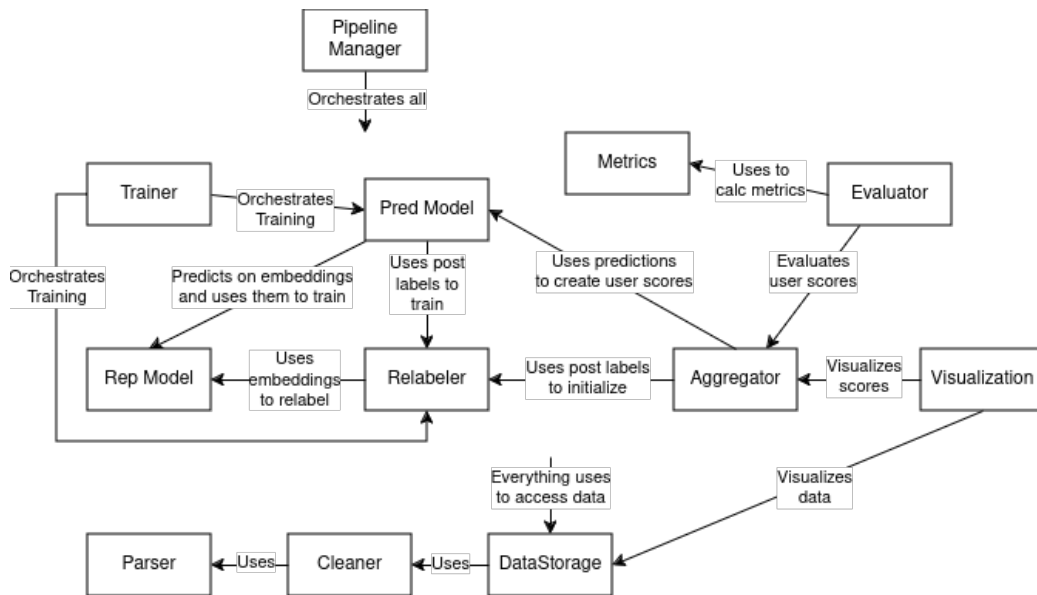 Pipeline
Manager
Orchestrates all
Metrics
Uses to
calc metrics
Evaluator
Trainer
Orchestrates
Training
Pred Model
Orchestrates
Training
Predicts on embeddings
and uses them to train
Uses post
labels to
train
Uses predictions
to create user scores
Evaluates
user scores
Rep Model
Uses
embeddings
to relabel
Relabeler
Uses post labels
to initialize
Aggregator
Visualizes
scores
Visualization
Everything uses
to access data
Visualizes
data
Parser
Uses
Cleaner
Uses
DataStorage